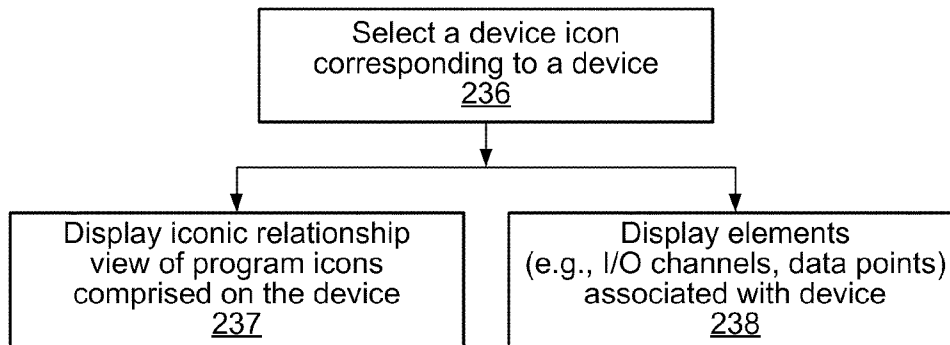 Select a device icon
corresponding to a device
236
Display iconic relationship
view of program icons
comprised on the device
237
Display elements
(e.g., I/O channels, data points)
associated with device
238